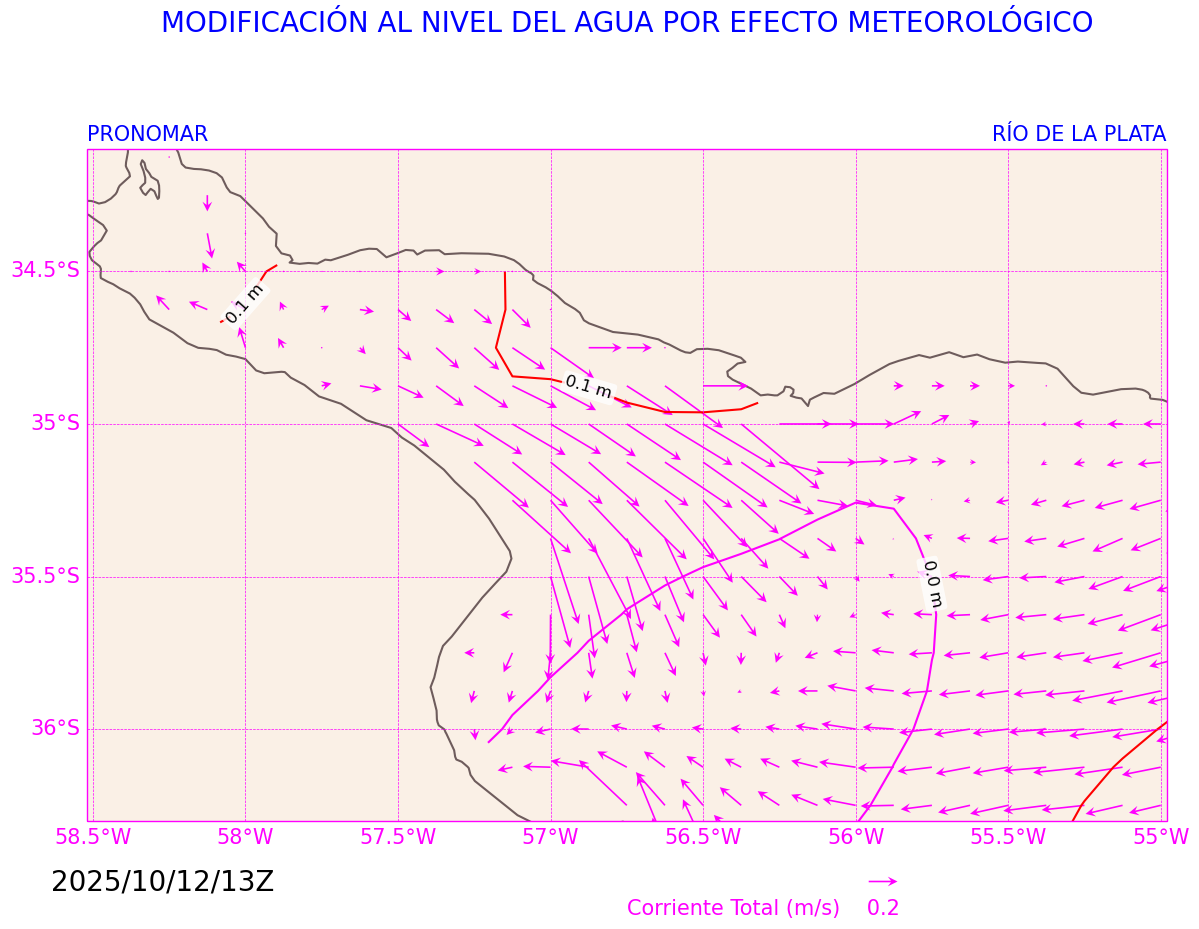 MODIFICACIÓN AL NIVEL DEL AGUA POR EFECTO METEOROLÓGICO
PRONOMAR
RÍO DE LA PLATA
34.5°S
0.1 m
0.1 m
35°S
35.5°S
0.0 m
36°S
58.5°W
58°W
57.5°W
57°W
56.5°W
56°W
55.5°W
55°W
2025/10/12/13Z
Corriente Total (m/s)
0.2